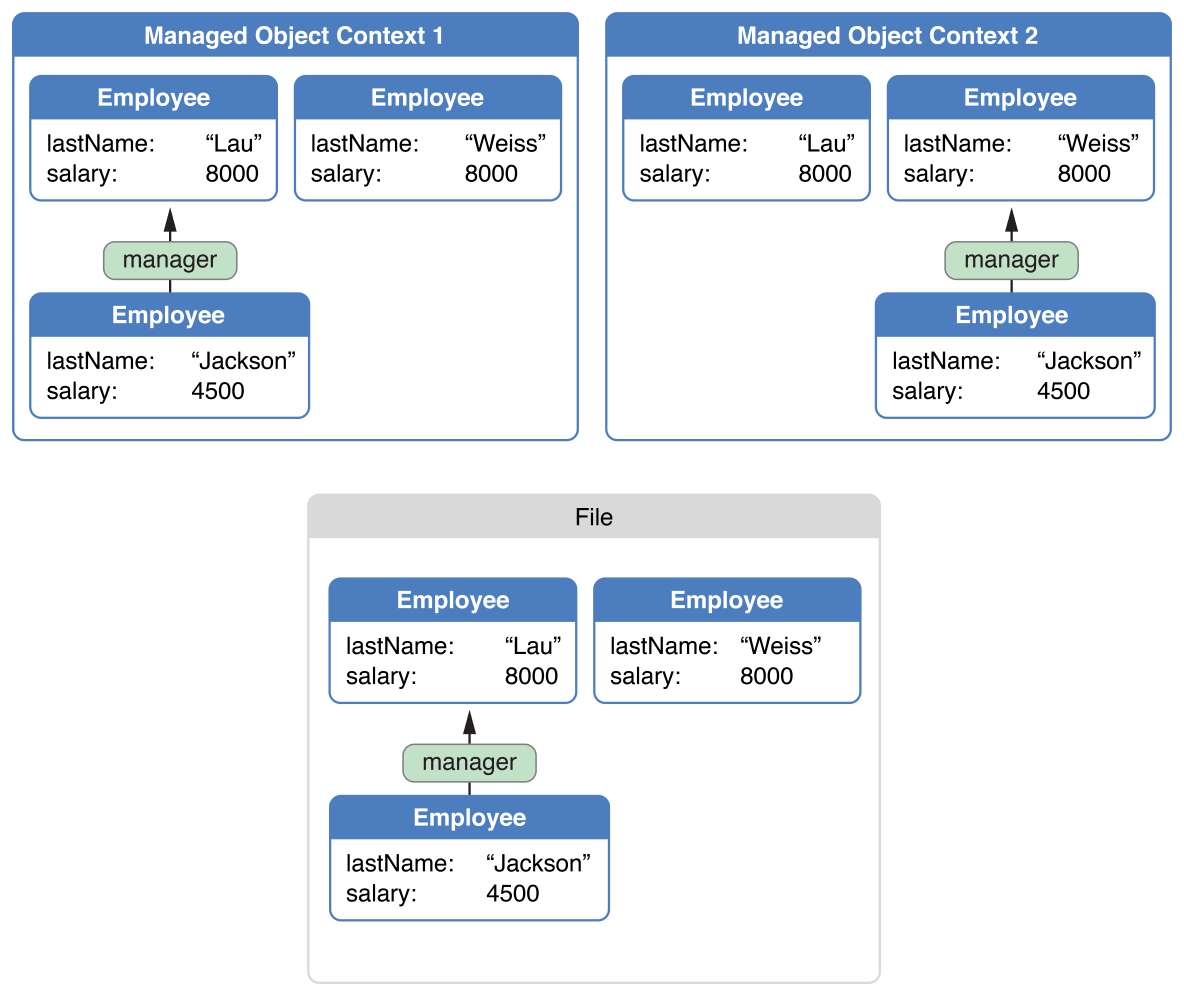 Managed Object Context 1
Employee
lastName: “Lau”
salary: 8000
Employee
lastName: “Weiss”
salary: 8000
manager
Employee
lastName: “Jackson”
salary: 4500
Managed Object Context 2
Employee
lastName: “Lau”
salary: 8000
Employee
lastName: “Weiss”
salary: 8000
manager
Employee
lastName: “Jackson”
salary: 4500
File
Employee
lastName: “Lau”
salary: 8000
Employee
lastName: “Weiss”
salary: 8000
manager
Employee
lastName: “Jackson”
salary: 4500